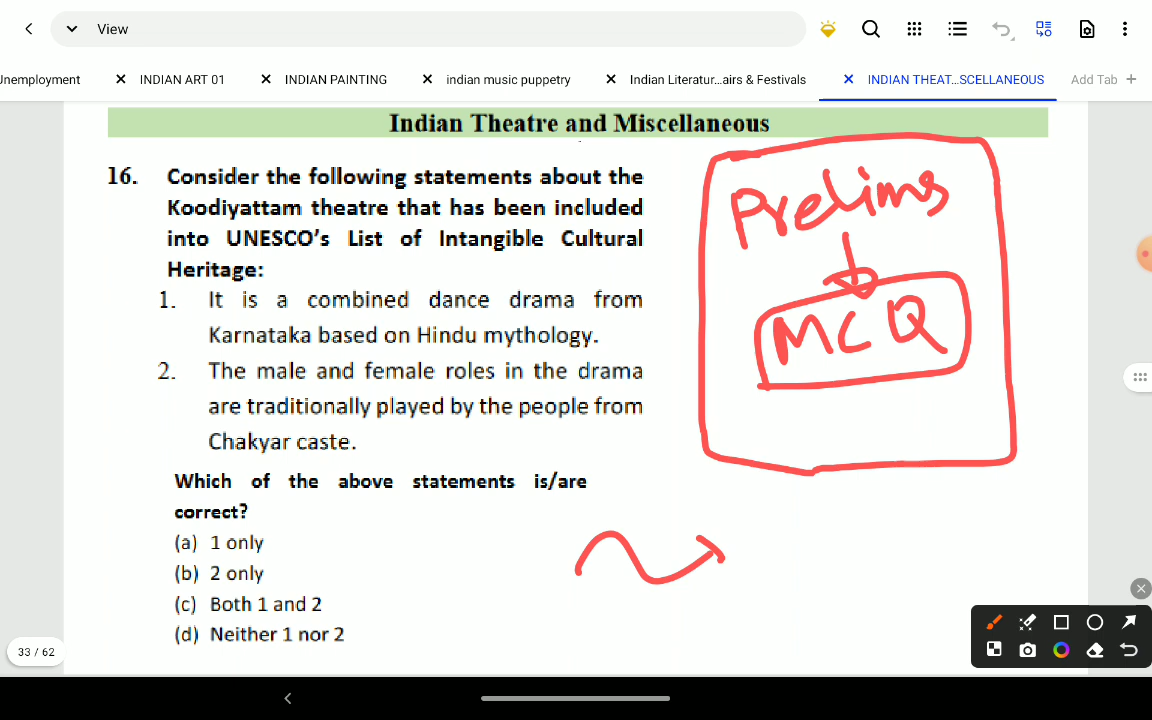 View
Jnemployment
INDIAN ART 01
INDIAN PAINTING
indian music puppetry
Indian Literatur...airs & Festivals
INDIAN THEAT...SCELLANEOUS
Add Tab +
Indian Theatre and Miscellaneous
16. Consider the following statements about the
Koodiyattam theatre that has been included
into UNESCO's List of Intangible Cultural
Heritage:
1. It is a combined dance drama from
Karnataka based on Hindu mythology.
2. The male and female roles in the drama
are traditionally played by the people from
Chakyar caste.
Which of the above statements is/are
correct?
(a) 1 only
(b) 2 only
(c) Both 1 and 2
(d) Neither 1 nor 2
Prelims
MCQ
33 / 62